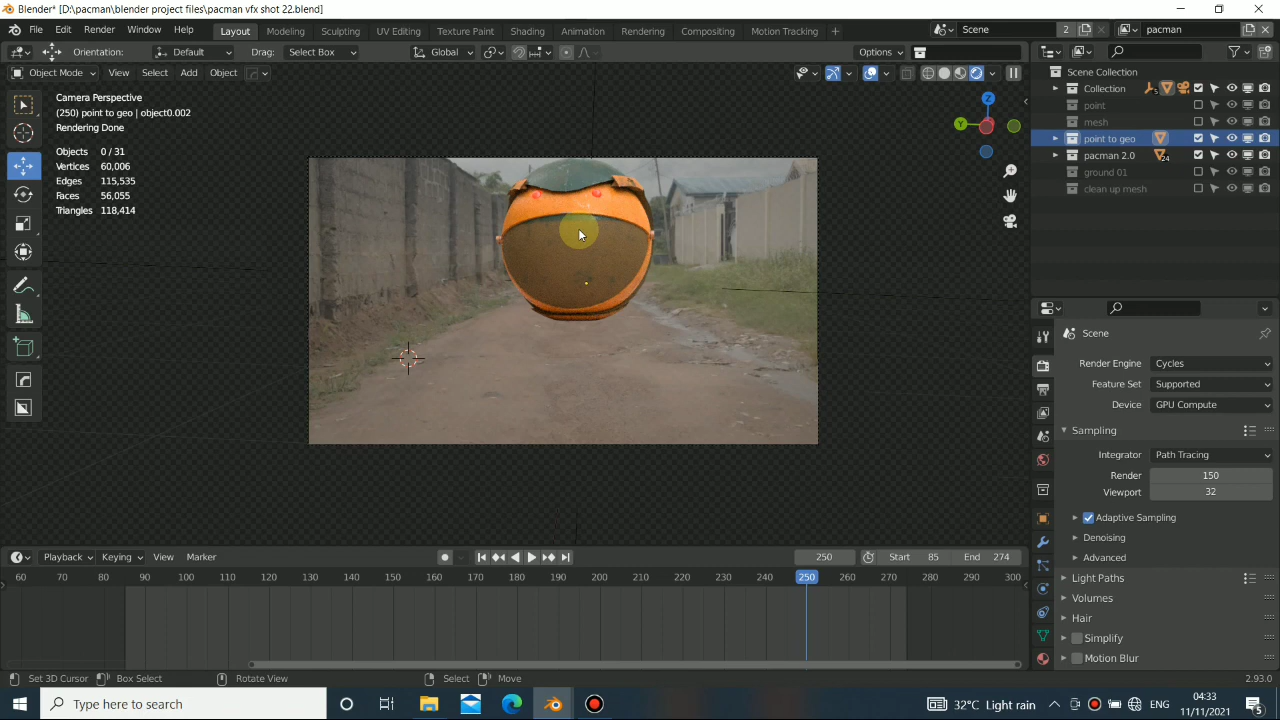 Blender* [D:\pacman\blender project files\pacman vfx shot 22.blend]
File Edit Render Window Help Layout Modeling Sculpting UV Editing Texture Paint Shading Animation Rendering Compositing Motion Tracking + Scene 2 pacman
Orientation: Default Drag: Select Box Global Options
Object Mode View Select Add Object
Camera Perspective
(250) point to geo | object0.002
Rendering Done
Objects 0 / 31
Vertices 60,006
Edges 115,535
Faces 56,055
Triangles 118,414
Z
Y
Scene Collection
Collection 5
point
mesh
point to geo
pacman 2.0 24
ground 01
clean up mesh
Scene
Render Engine Cycles
Feature Set Supported
Device GPU Compute
Sampling
Integrator Path Tracing
Render 150
Viewport 32
Adaptive Sampling
Denoising
Advanced
Light Paths
Volumes
Hair
Simplify
Motion Blur
Playback Keying View Marker 250 Start 85 End 274
60 70 80 90 100 110 120 130 140 150 160 170 180 190 200 210 220 230 240 250 260 270 280 290 300
Set 3D Cursor Box Select Rotate View Select Move 2.93.0
Type here to search 32°C Light rain ENG 04:33
11/11/2021 5